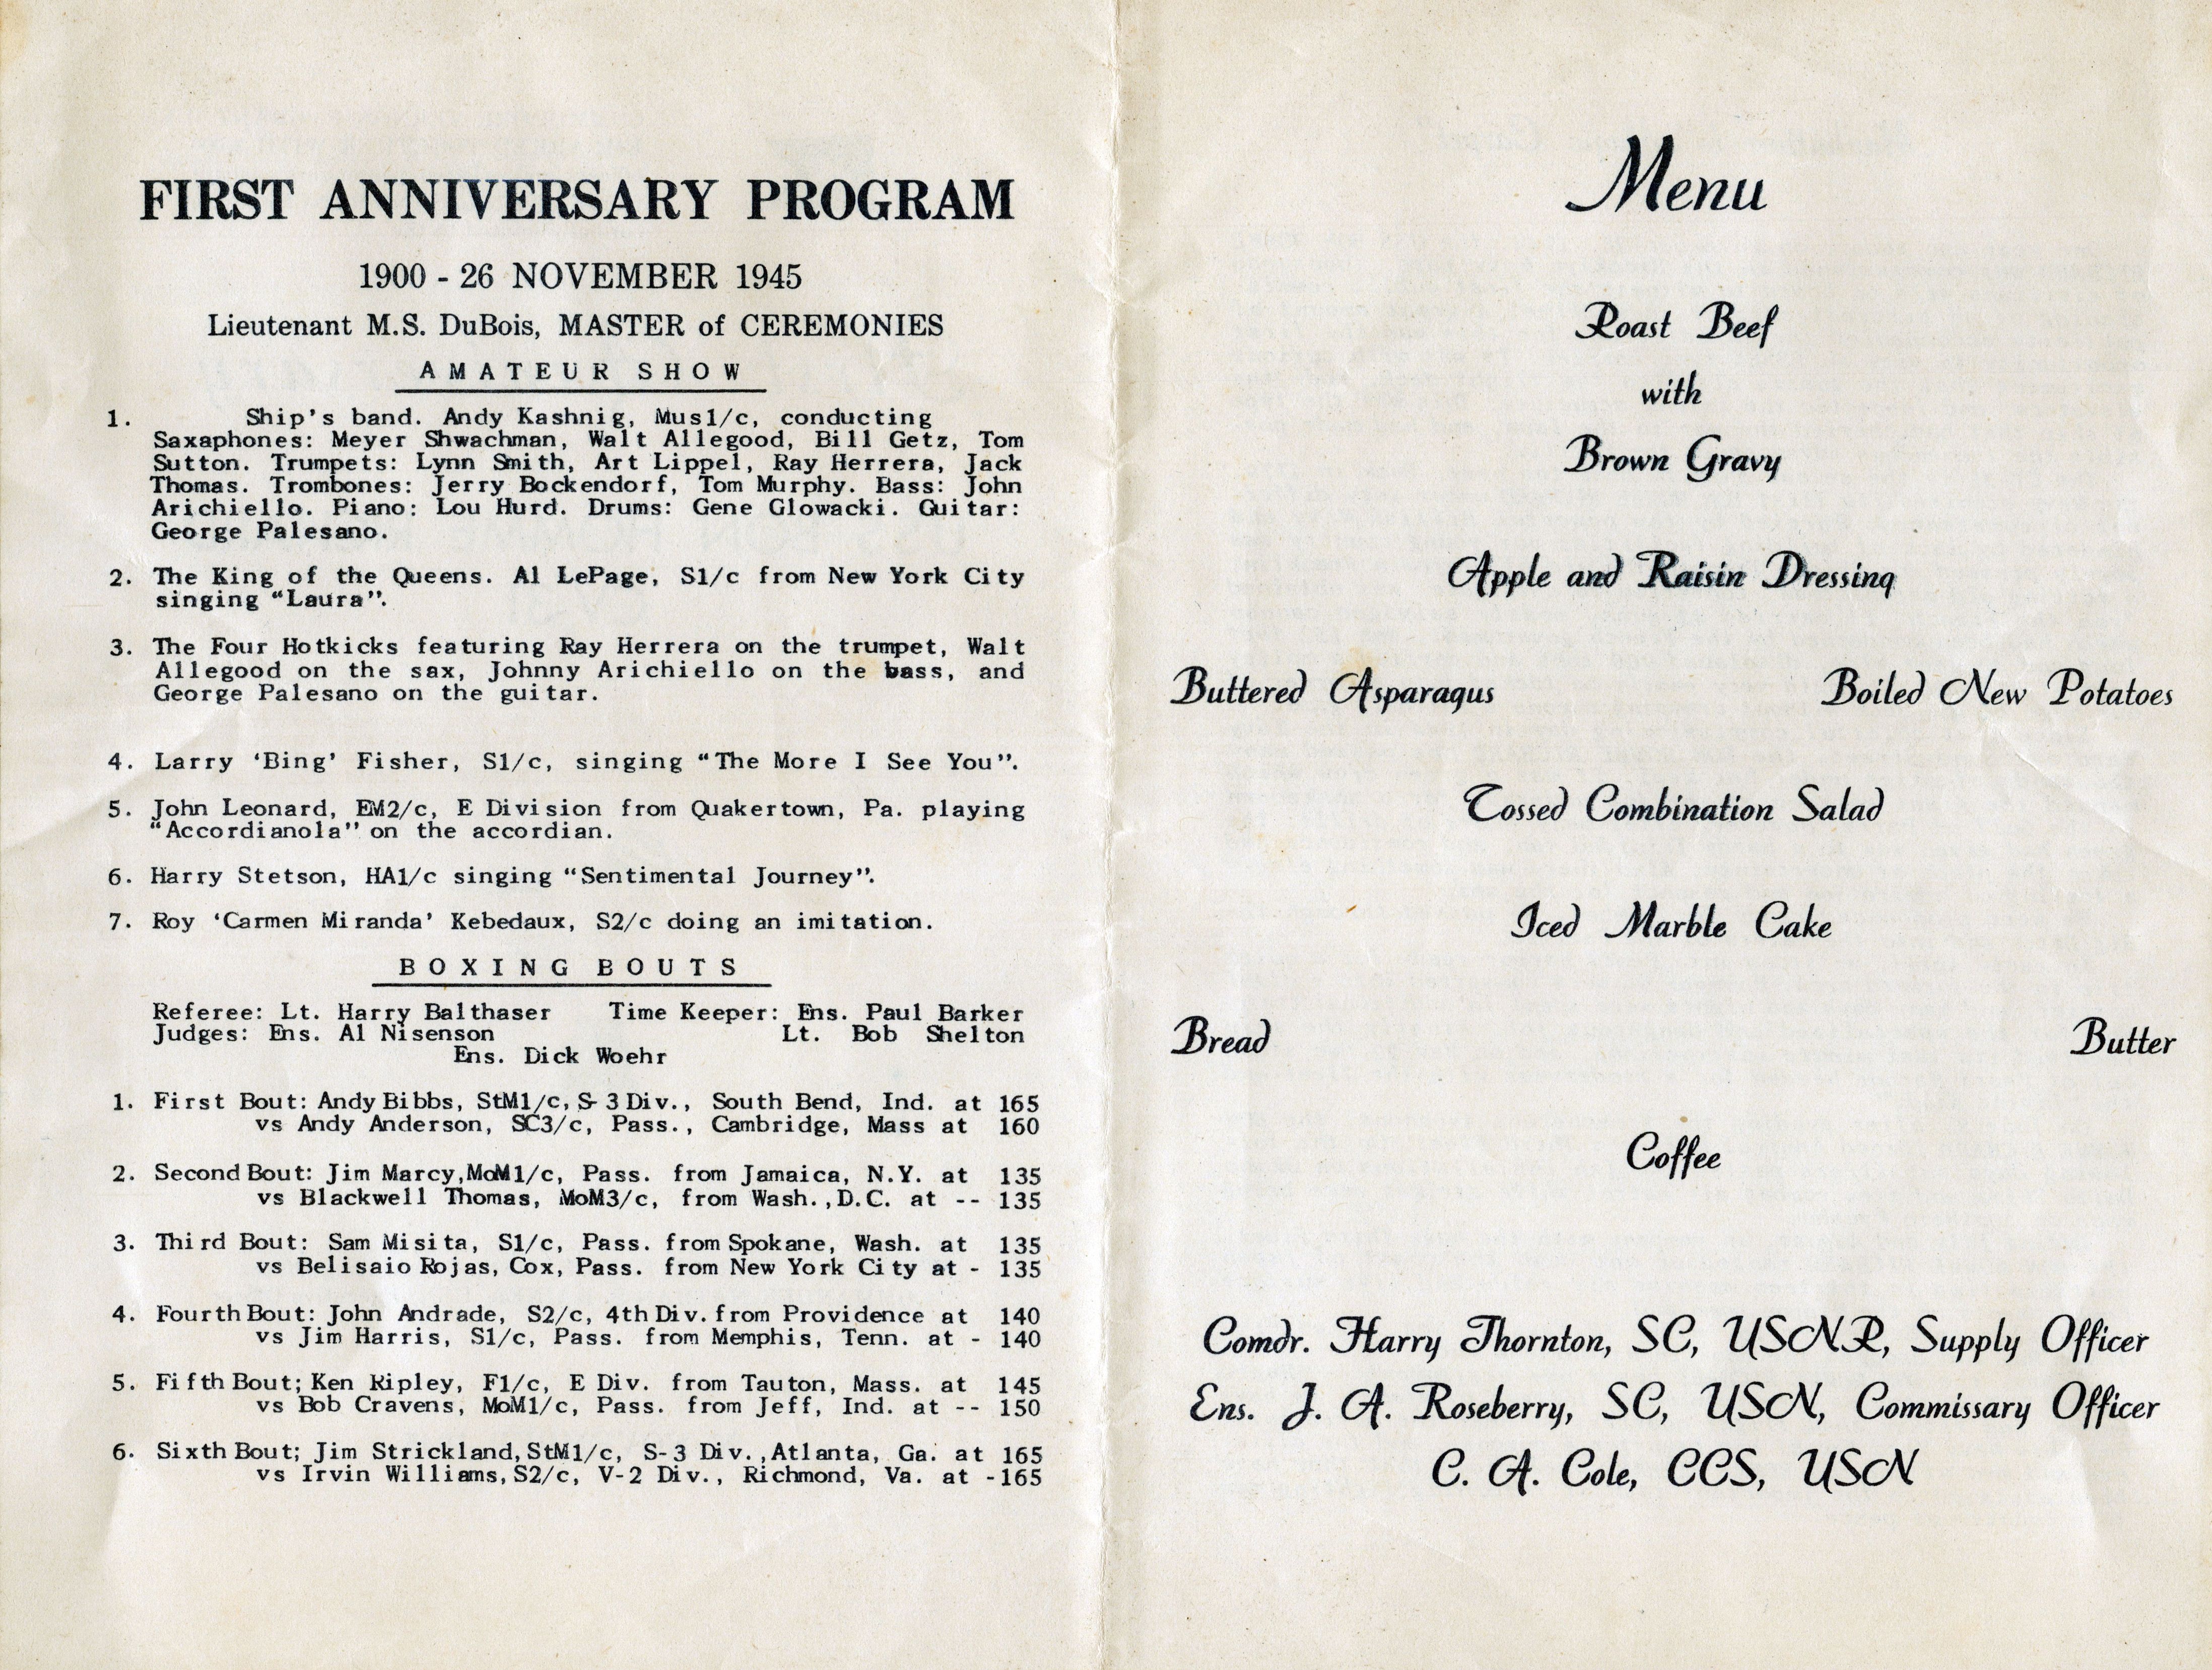 FIRST ANNIVERSARY PROGRAM
1900 - 26 NOVEMBER 1945
Lieutenant M.S. DuBois, MASTER of CEREMONIES
AMATEUR SHOW
1. Ship's band. Andy Kashnig, Mus1/c, conducting
Saxaphones: Meyer Shwachman, Walt Allegood, Bill Getz, Tom
Sutton. Trumpets: Lynn Smith, Art Lippel, Ray Herrera, Jack
Thomas. Trombones: Jerry Bockendorf, Tom Murphy. Bass: John
Arichiello. Piano: Lou Hurd. Drums: Gene Glowacki. Guitar:
George Palesano.
2. The King of the Queens. Al LePage, S1/c from New York City
singing “Laura”.
3. The Four Hotkicks featuring Ray Herrera on the trumpet, Walt
Allegood on the sax, Johnny Arichiello on the bass, and
George Palesano on the guitar.
4. Larry ‘Bing’ Fisher, S1/c, singing “The More I See You”.
5. John Leonard, EM2/c, E Division from Quakertown, Pa. playing
“Accordianola” on the accordian.
6. Harry Stetson, HA1/c singing “Sentimental Journey”.
7. Roy ‘Carmen Miranda’ Kebedaux, S2/c doing an imitation.
BOXING BOUTS
Referee: Lt. Harry Balthaser Time Keeper: Ens. Paul Barker
Judges: Ens. Al Nisenson Lt. Bob Shelton
Ens. Dick Woehr
1. First Bout: Andy Bibbs, StM1/c, S-3 Div., South Bend, Ind. at 165
vs Andy Anderson, SC3/c, Pass., Cambridge, Mass at 160
2. Second Bout: Jim Marcy, MoM1/c, Pass. from Jamaica, N.Y. at 135
vs Blackwell Thomas, MoM3/c, from Wash., D.C. at -- 135
3. Third Bout: Sam Misita, S1/c, Pass. from Spokane, Wash. at 135
vs Belisaio Rojas, Cox, Pass. from New York City at - 135
4. Fourth Bout: John Andrade, S2/c, 4th Div. from Providence at 140
vs Jim Harris, S1/c, Pass. from Memphis, Tenn. at - 140
5. Fifth Bout; Ken Ripley, F1/c, E Div. from Tauton, Mass. at 145
vs Bob Cravens, MoM1/c, Pass. from Jeff, Ind. at -- 150
6. Sixth Bout; Jim Strickland, StM1/c, S-3 Div., Atlanta, Ga. at 165
vs Irvin Williams, S2/c, V-2 Div., Richmond, Va. at -165
Menu
Roast Beef
with
Brown Gravy
Apple and Raisin Dressing
Buttered Asparagus Boiled New Potatoes
Tossed Combination Salad
Iced Marble Cake
Bread Butter
Coffee
Comdr. Harry Thornton, SC, USNR, Supply Officer
Ens. J. A. Roseberry, SC, USN, Commissary Officer
C. A. Cole, CCS, USN